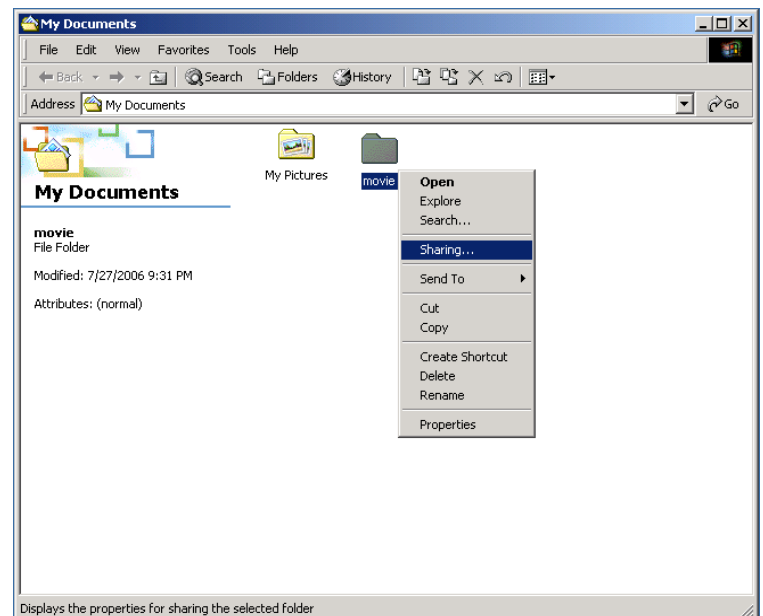 My Documents
File Edit View Favorites Tools Help
Back Search Folders History
Address My Documents Go
My Pictures
movie
My Documents
movie
File Folder
Modified: 7/27/2006 9:31 PM
Attributes: (normal)
Open
Explore
Search...
Sharing...
Send To
Cut
Copy
Create Shortcut
Delete
Rename
Properties
Displays the properties for sharing the selected folder